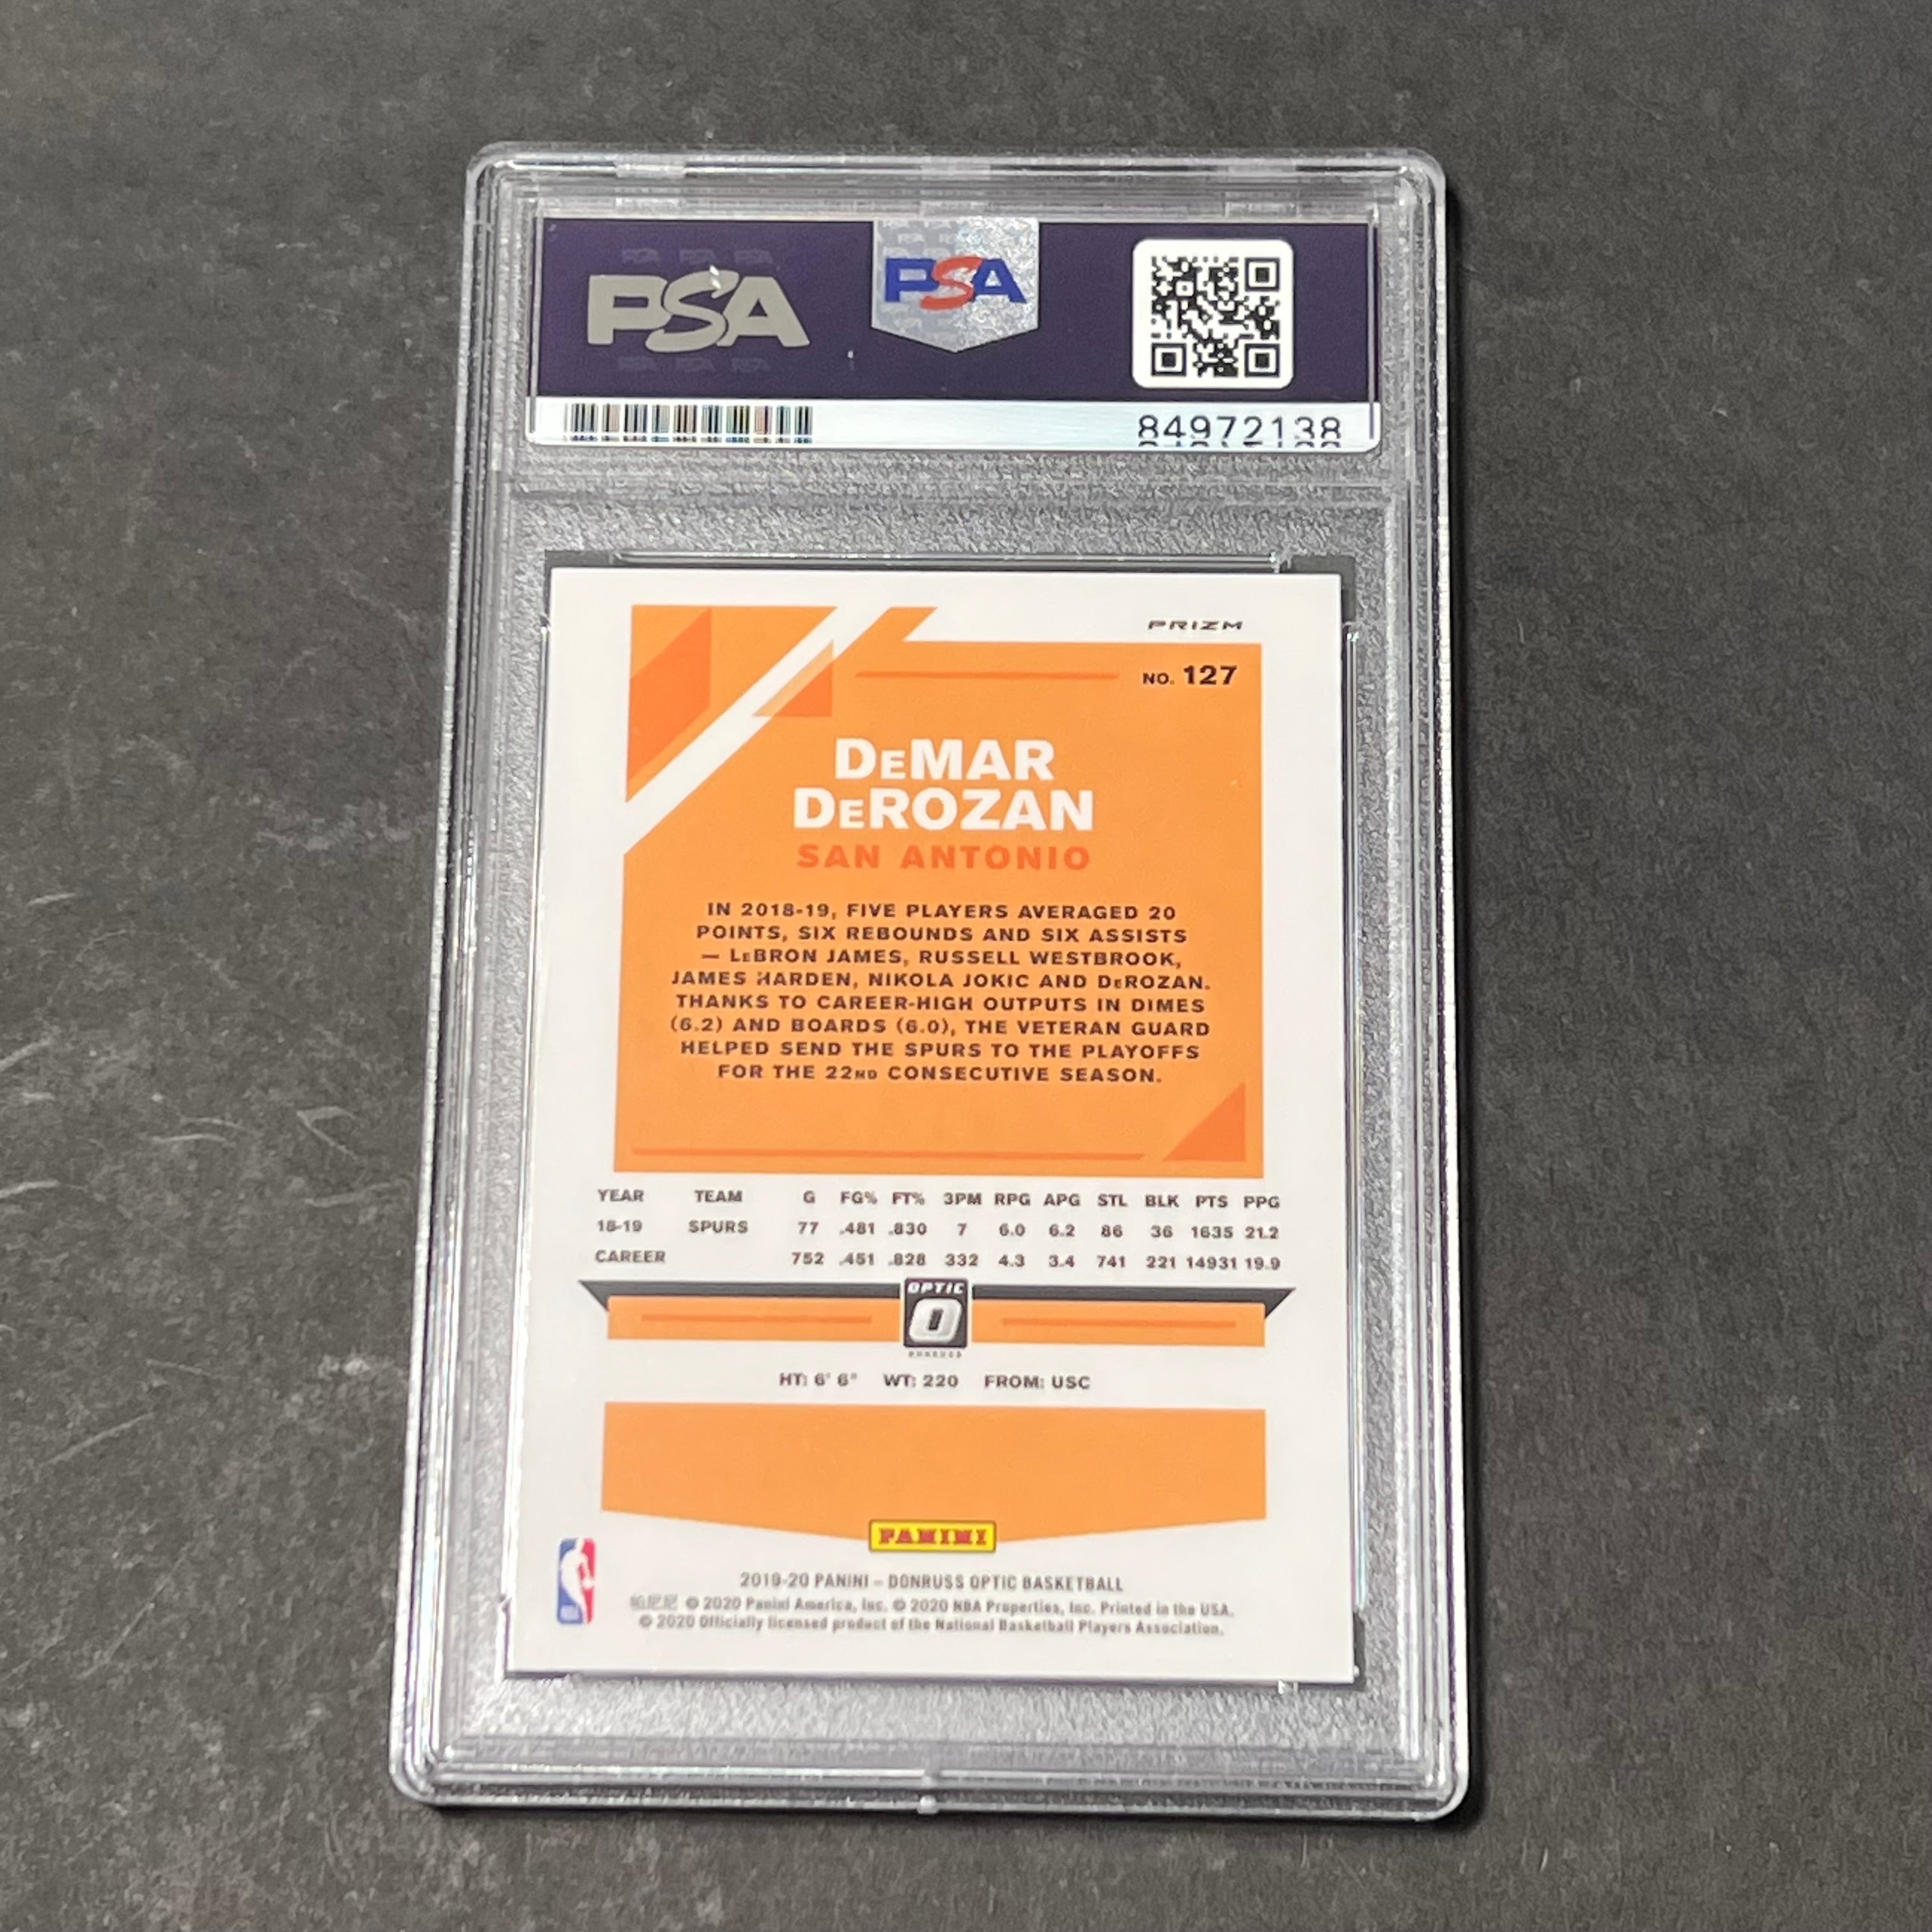 PSA
PSA
84972138
PRIZM
NO. 127
DeMAR
DeROZAN
SAN ANTONIO
IN 2018-19, FIVE PLAYERS AVERAGED 20
POINTS, SIX REBOUNDS AND SIX ASSISTS
— LeBRON JAMES, RUSSELL WESTBROOK,
JAMES HARDEN, NIKOLA JOKIC AND DeROZAN.
THANKS TO CAREER-HIGH OUTPUTS IN DIMES
(6.2) AND BOARDS (6.0), THE VETERAN GUARD
HELPED SEND THE SPURS TO THE PLAYOFFS
FOR THE 22ND CONSECUTIVE SEASON.
YEAR TEAM G FG% FT% 3PM RPG APG STL BLK PTS PPG
18-19 SPURS 77 .481 .830 7 6.0 6.2 86 36 1635 21.2
CAREER 752 .451 .828 332 4.3 3.4 741 221 14931 19.9
OPTIC
DONRUSS
HT: 6' 6" WT: 220 FROM: USC
PANINI
2019-20 PANINI – DONRUSS OPTIC BASKETBALL
帕尼尼 © 2020 Panini America, Inc. © 2020 NBA Properties, Inc. Printed in the USA.
© 2020 Officially licensed product of the National Basketball Players Association.